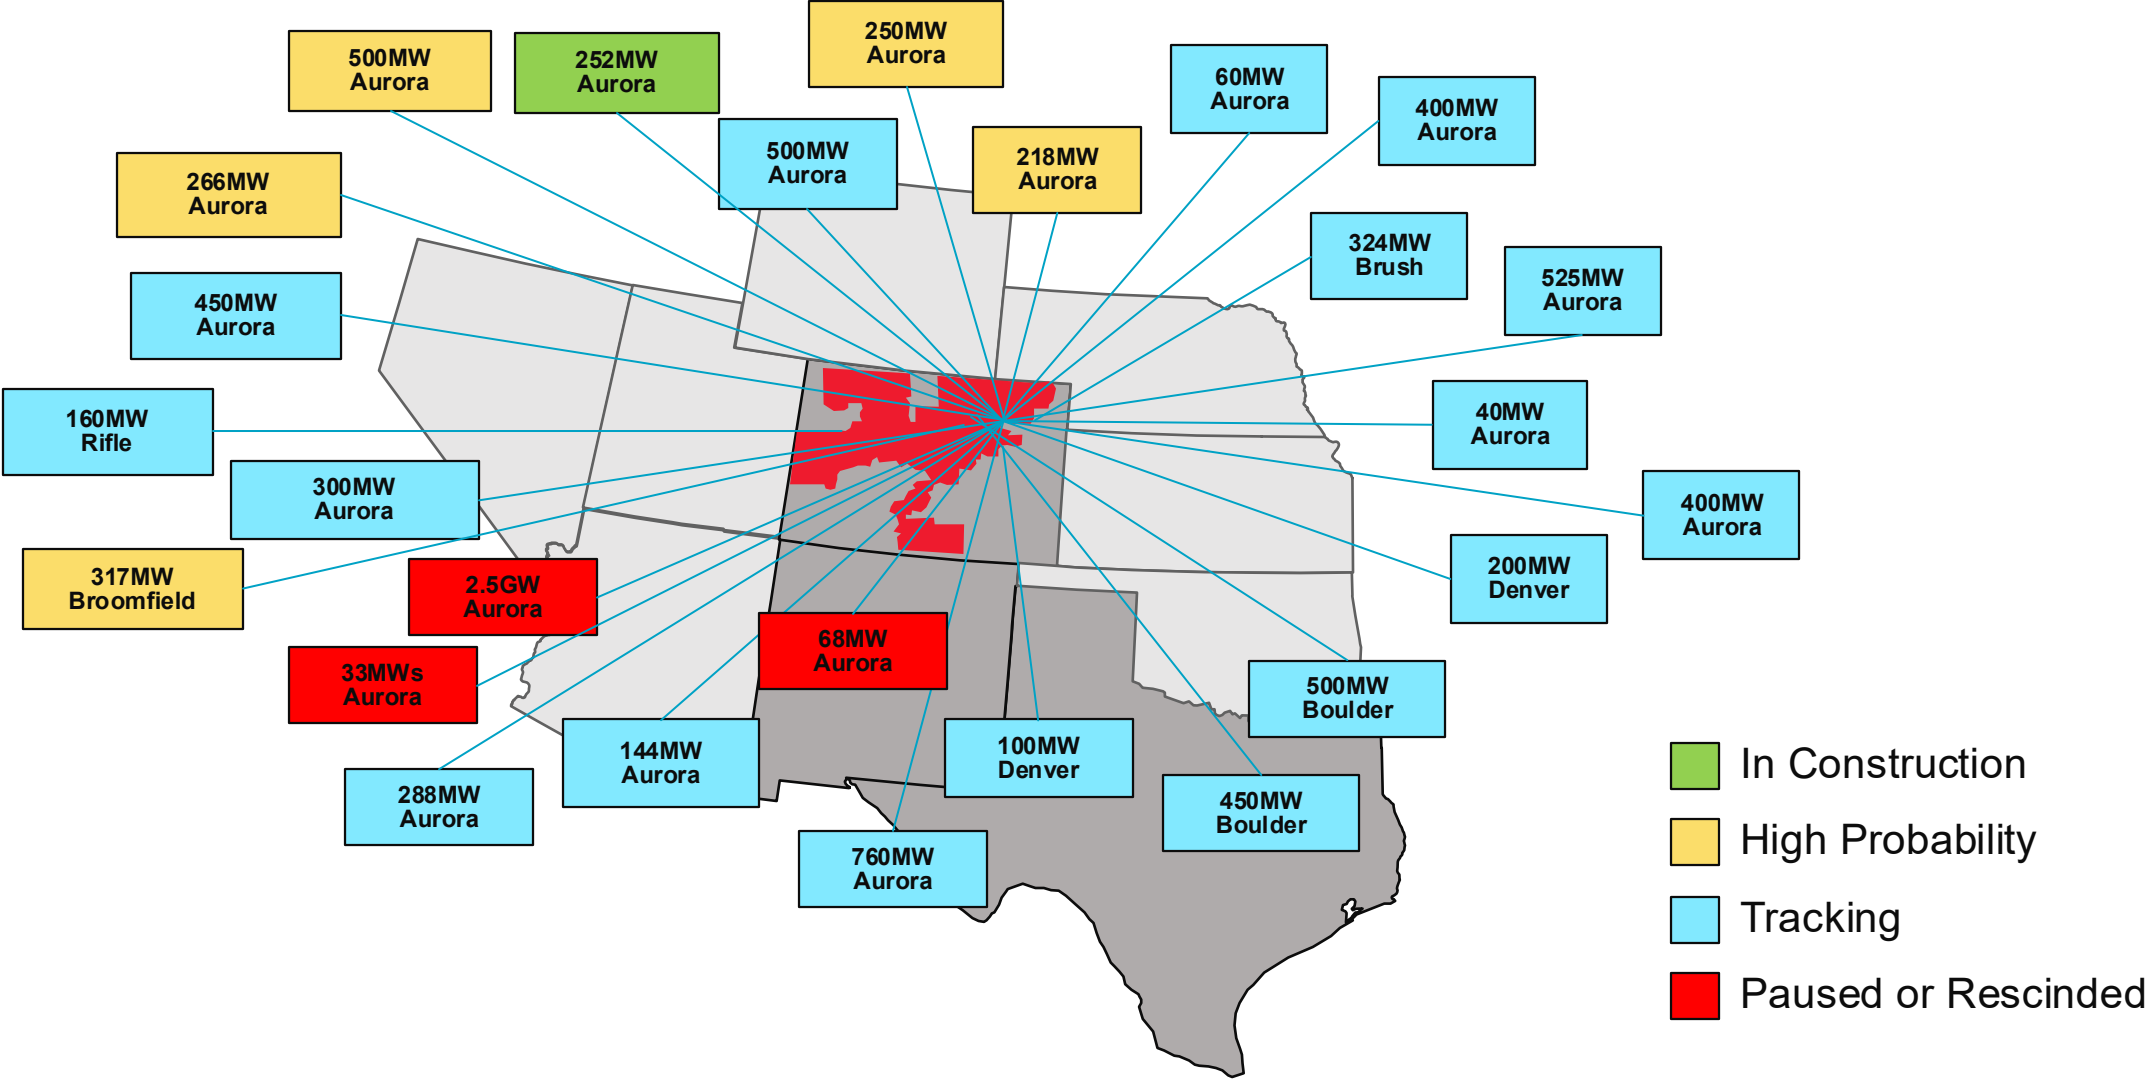 250MW
Aurora
500MW
Aurora
252MW
Aurora
60MW
Aurora
400MW
Aurora
500MW
Aurora
218MW
Aurora
266MW
Aurora
324MW
Brush
525MW
Aurora
450MW
Aurora
160MW
Rifle
40MW
Aurora
300MW
Aurora
400MW
Aurora
317MW
Broomfield
2.5GW
Aurora
200MW
Denver
68MW
Aurora
33MWs
Aurora
500MW
Boulder
144MW
Aurora
100MW
Denver
288MW
Aurora
450MW
Boulder
760MW
Aurora
In Construction
High Probability
Tracking
Paused or Rescinded